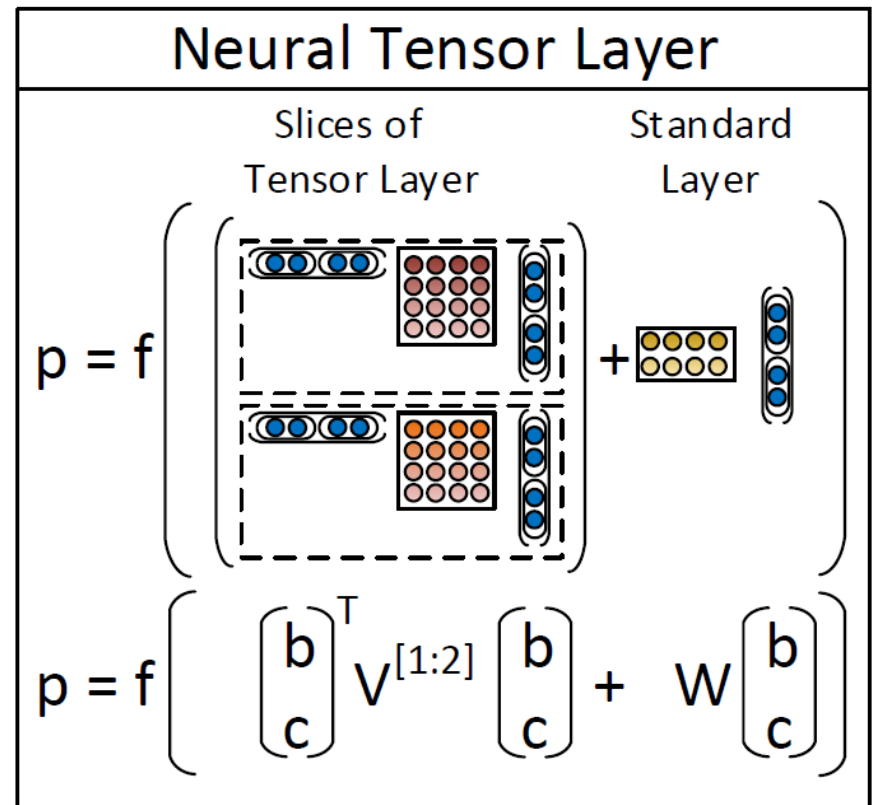 Neural Tensor Layer
Slices of Tensor Layer
Standard Layer
p = f
+
p = f ( [b c]^T V^[1:2] [b c] + W [b c] )